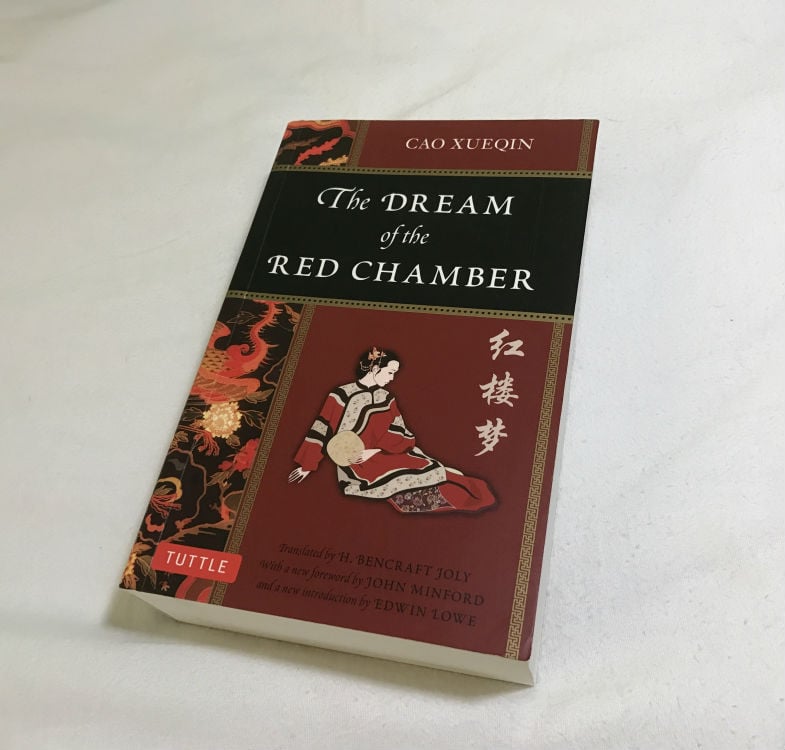 CAO XUEQIN
The DREAM
of the
RED CHAMBER
红楼梦
Translated by H. BENCRAFT JOLY
With a new foreword by JOHN MINFORD
and a new introduction by EDWIN LOWE
TUTTLE